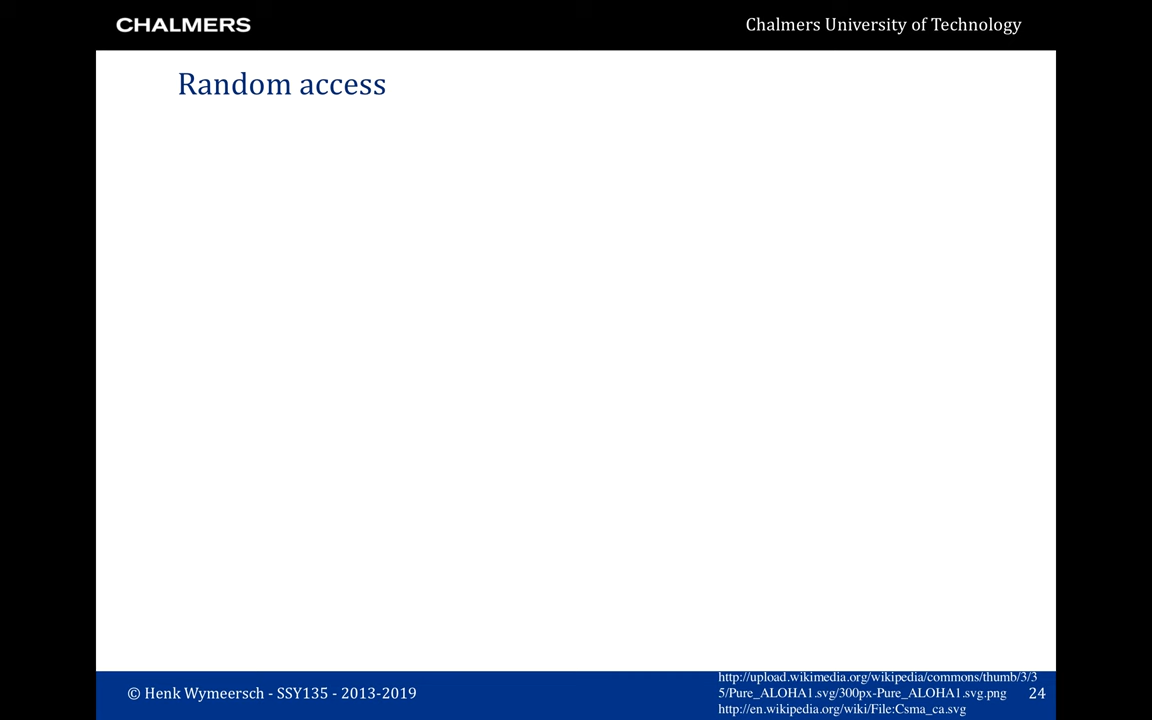 CHALMERS
Chalmers University of Technology
Random access
© Henk Wymeersch - SSY135 - 2013-2019
http://upload.wikimedia.org/wikipedia/commons/thumb/3/3
5/Pure_ALOHA1.svg/300px-Pure_ALOHA1.svg.png
http://en.wikipedia.org/wiki/File:Csma_ca.svg
24